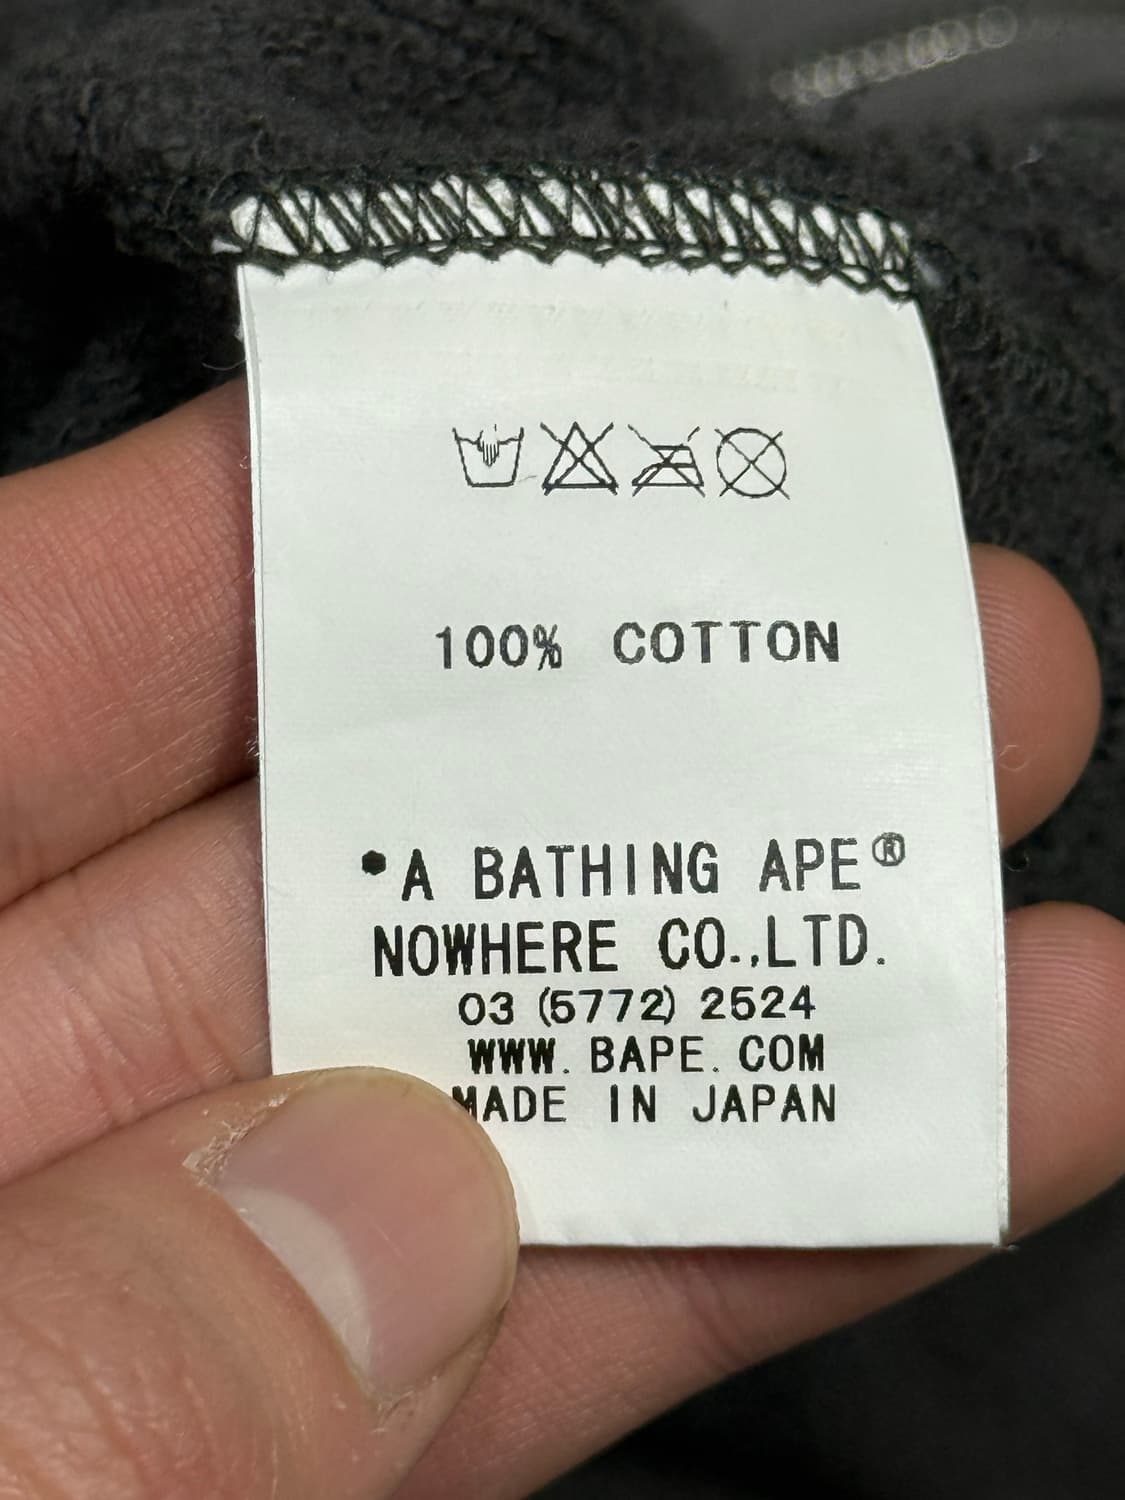 100% COTTON
•A BATHING APE®
NOWHERE CO.,LTD.
03 (5772) 2524
WWW. BAPE. COM
MADE IN JAPAN